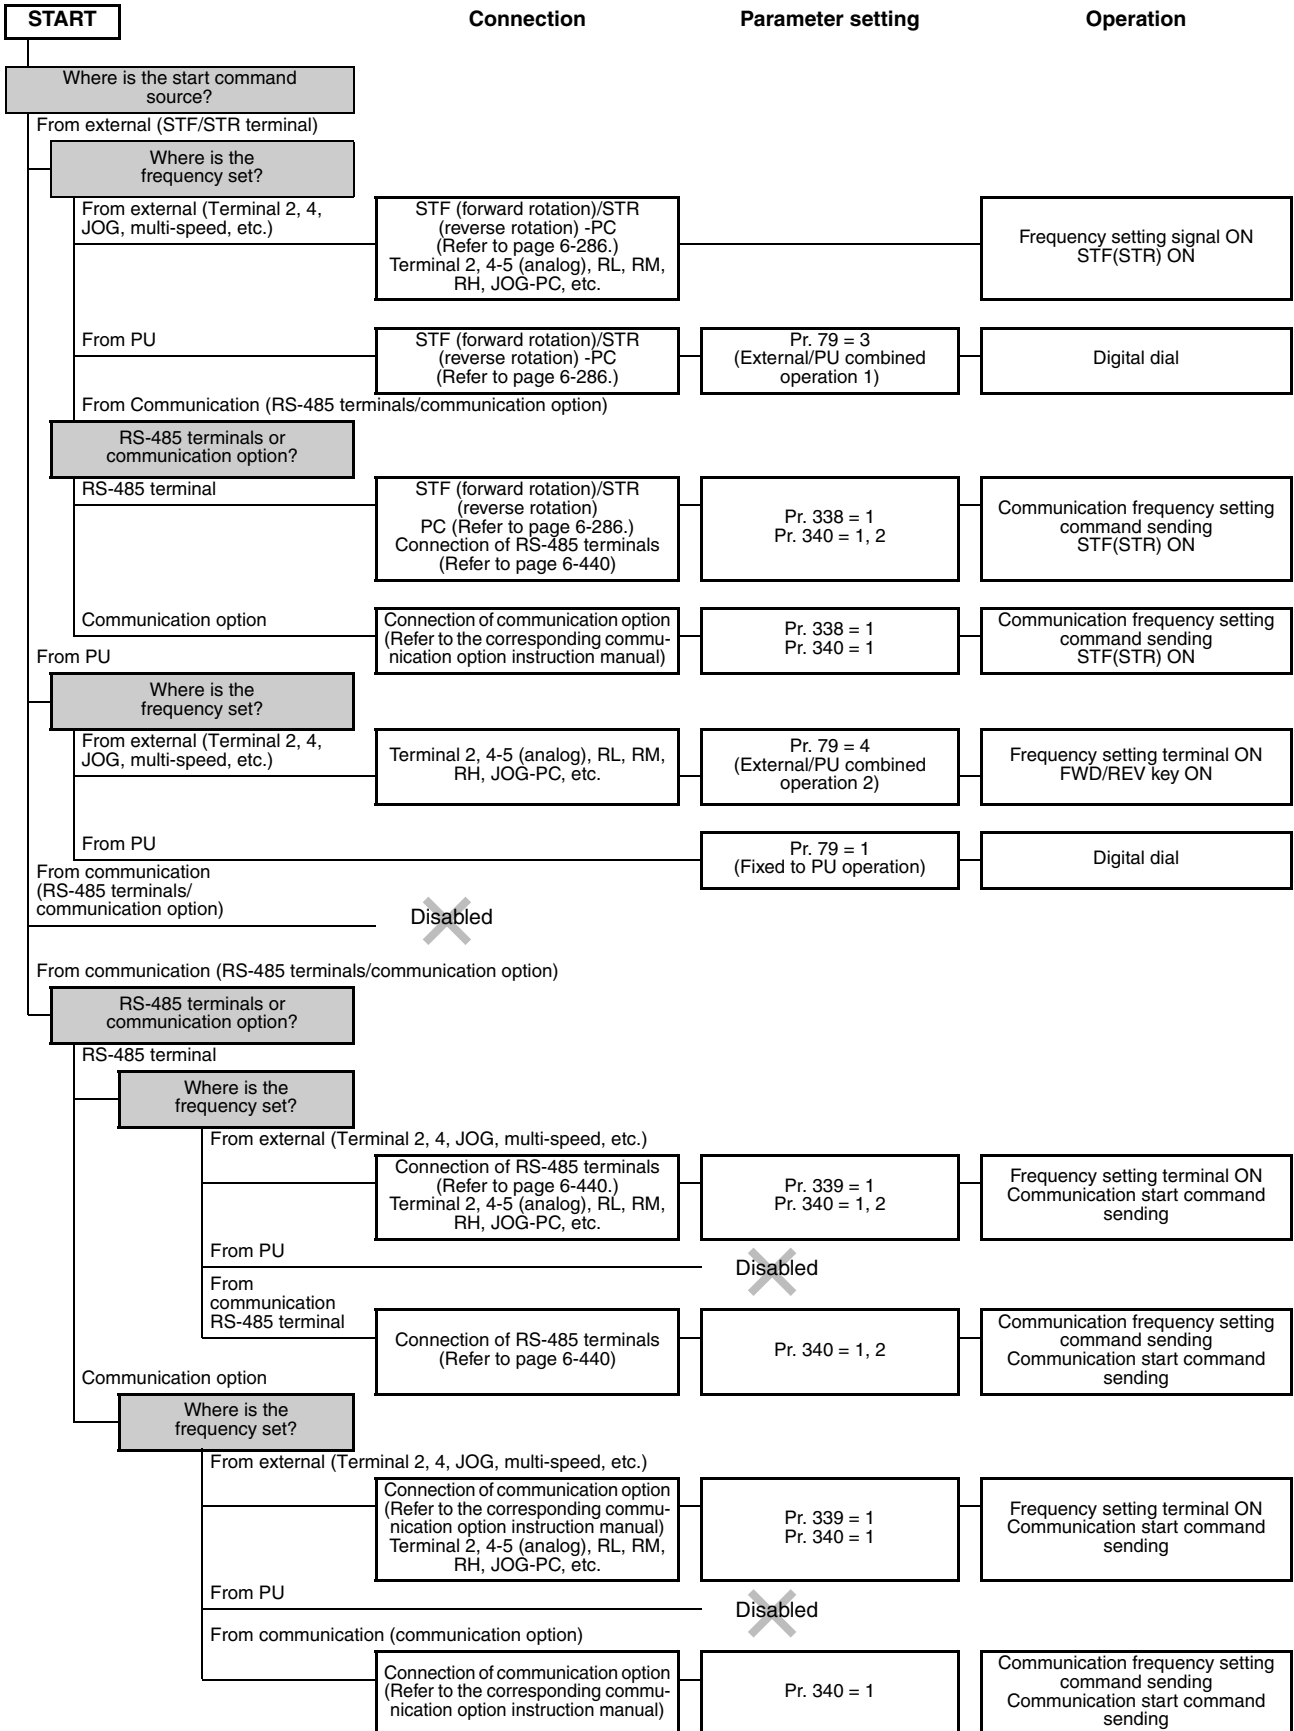 START
Connection
Parameter setting
Operation
Where is the start command
source?
From external (STF/STR terminal)
Where is the
frequency set?
From external (Terminal 2, 4,
JOG, multi-speed, etc.)
STF (forward rotation)/STR
(reverse rotation) -PC
(Refer to page 6-286.)
Terminal 2, 4-5 (analog), RL, RM,
RH, JOG-PC, etc.
Frequency setting signal ON
STF(STR) ON
From PU
STF (forward rotation)/STR
(reverse rotation) -PC
(Refer to page 6-286.)
Pr. 79 = 3
(External/PU combined
operation 1)
Digital dial
From Communication (RS-485 terminals/communication option)
RS-485 terminals or
communication option?
RS-485 terminal
STF (forward rotation)/STR
(reverse rotation)
PC (Refer to page 6-286.)
Connection of RS-485 terminals
(Refer to page 6-440)
Pr. 338 = 1
Pr. 340 = 1, 2
Communication frequency setting
command sending
STF(STR) ON
Communication option
Connection of communication option
(Refer to the corresponding commu-
nication option instruction manual)
Pr. 338 = 1
Pr. 340 = 1
Communication frequency setting
command sending
STF(STR) ON
From PU
Where is the
frequency set?
From external (Terminal 2, 4,
JOG, multi-speed, etc.)
Terminal 2, 4-5 (analog), RL, RM,
RH, JOG-PC, etc.
Pr. 79 = 4
(External/PU combined
operation 2)
Frequency setting terminal ON
FWD/REV key ON
From PU
Pr. 79 = 1
(Fixed to PU operation)
Digital dial
From communication
(RS-485 terminals/
communication option)
Disabled
From communication (RS-485 terminals/communication option)
RS-485 terminals or
communication option?
RS-485 terminal
Where is the
frequency set?
From external (Terminal 2, 4, JOG, multi-speed, etc.)
Connection of RS-485 terminals
(Refer to page 6-440.)
Terminal 2, 4-5 (analog), RL, RM,
RH, JOG-PC, etc.
Pr. 339 = 1
Pr. 340 = 1, 2
Frequency setting terminal ON
Communication start command
sending
From PU
Disabled
From
communication
RS-485 terminal
Connection of RS-485 terminals
(Refer to page 6-440)
Pr. 340 = 1, 2
Communication frequency setting
command sending
Communication start command
sending
Communication option
Where is the
frequency set?
From external (Terminal 2, 4, JOG, multi-speed, etc.)
Connection of communication option
(Refer to the corresponding commu-
nication option instruction manual)
Terminal 2, 4-5 (analog), RL, RM,
RH, JOG-PC, etc.
Pr. 339 = 1
Pr. 340 = 1
Frequency setting terminal ON
Communication start command
sending
From PU
Disabled
From communication (communication option)
Connection of communication option
(Refer to the corresponding commu-
nication option instruction manual)
Pr. 340 = 1
Communication frequency setting
command sending
Communication start command
sending